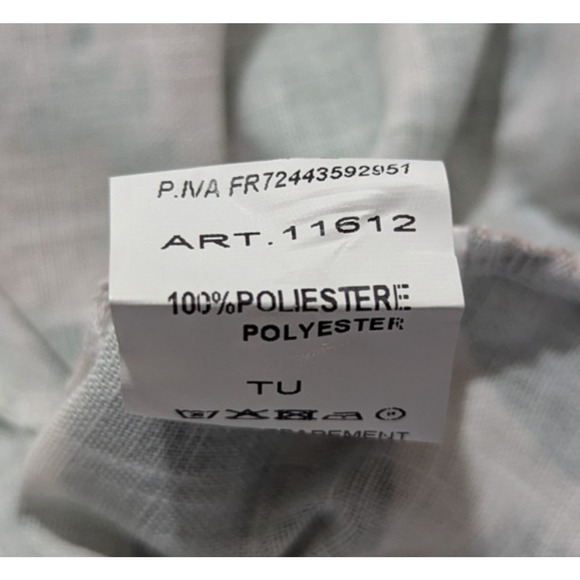 P.IVA FR72443592951
ART.11612
100%POLIESTERE
POLYESTER
TU